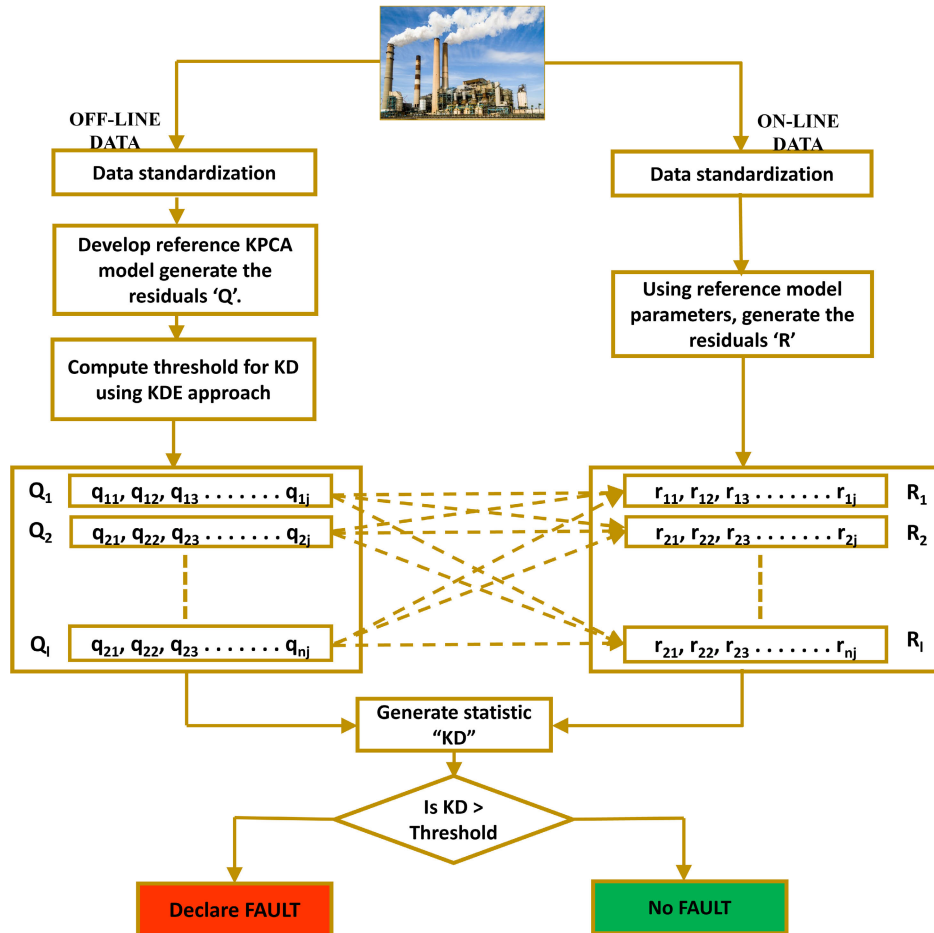 OFF-LINE
DATA
ON-LINE
DATA
Data standardization
Data standardization
Develop reference KPCA
model generate the
residuals ‘Q’.
Using reference model
parameters, generate the
residuals ‘R’
Compute threshold for KD
using KDE approach
Q₁ q₁₁, q₁₂, q₁₃ . . . . . . . q₁ⱼ
r₁₁, r₁₂, r₁₃ . . . . . . . r₁ⱼ R₁
Q₂ q₂₁, q₂₂, q₂₃ . . . . . . . q₂ⱼ
r₂₁, r₂₂, r₂₃ . . . . . . . r₂ⱼ R₂
Qₗ q₂₁, q₂₂, q₂₃ . . . . . . . qₙⱼ
r₂₁, r₂₂, r₂₃ . . . . . . . rₙⱼ Rₗ
Generate statistic
“KD”
Is KD >
Threshold
Declare FAULT
No FAULT